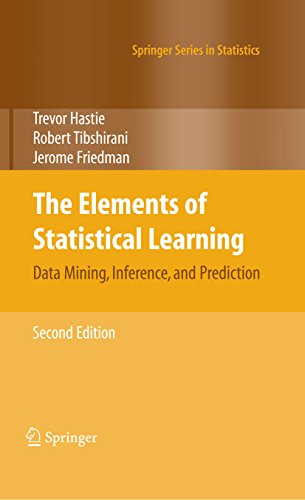 Springer Series in Statistics
Trevor Hastie
Robert Tibshirani
Jerome Friedman
The Elements of
Statistical Learning
Data Mining, Inference, and Prediction
Second Edition
Springer